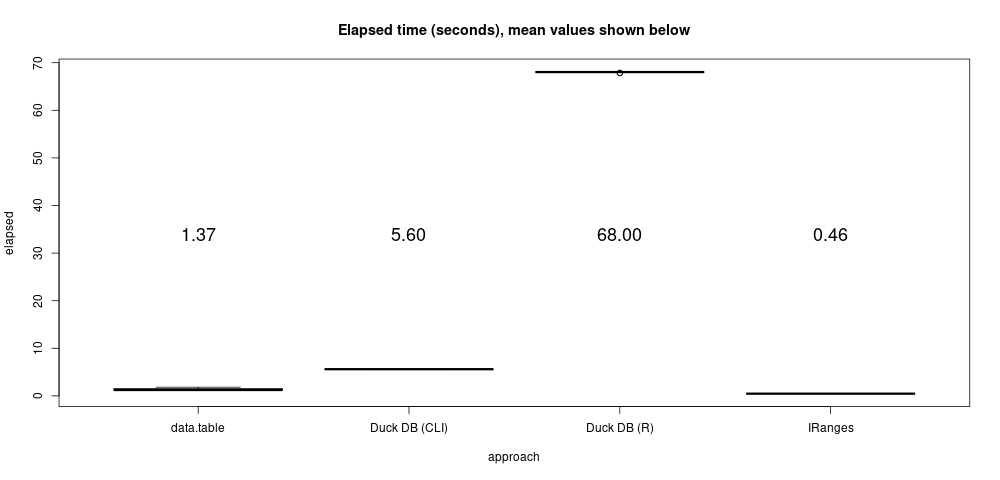 Elapsed time (seconds), mean values shown below
70
60
50
40
30
20
10
0
elapsed
1.37 5.60 68.00 0.46
data.table Duck DB (CLI) Duck DB (R) IRanges
approach